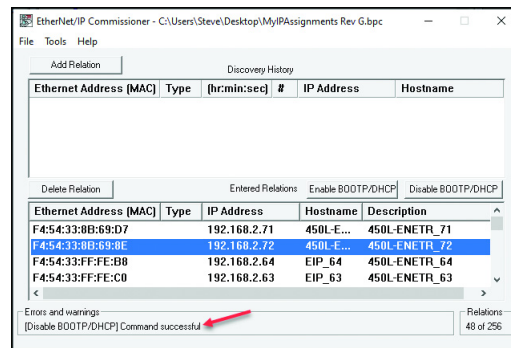 EtherNet/IP Commissioner - C:\Users\Steve\Desktop\MyIPAssignments Rev G.bpc
File Tools Help
Add Relation Discovery History
Ethernet Address (MAC) Type (hr:min:sec) # IP Address Hostname
Delete Relation Entered Relations Enable BOOTP/DHCP Disable BOOTP/DHCP
Ethernet Address (MAC) Type IP Address Hostname Description
F4:54:33:8B:69:D7 192.168.2.71 450L-E... 450L-ENETR_71
F4:54:33:8B:69:8E 192.168.2.72 450L-E... 450L-ENETR_72
F4:54:33:FF:FE:B8 192.168.2.64 EIP_64 450L-ENETR_64
F4:54:33:FF:FE:C0 192.168.2.63 EIP_63 450L-ENETR_63
Errors and warnings Relations
[Disable BOOTP/DHCP] Command successful 48 of 256